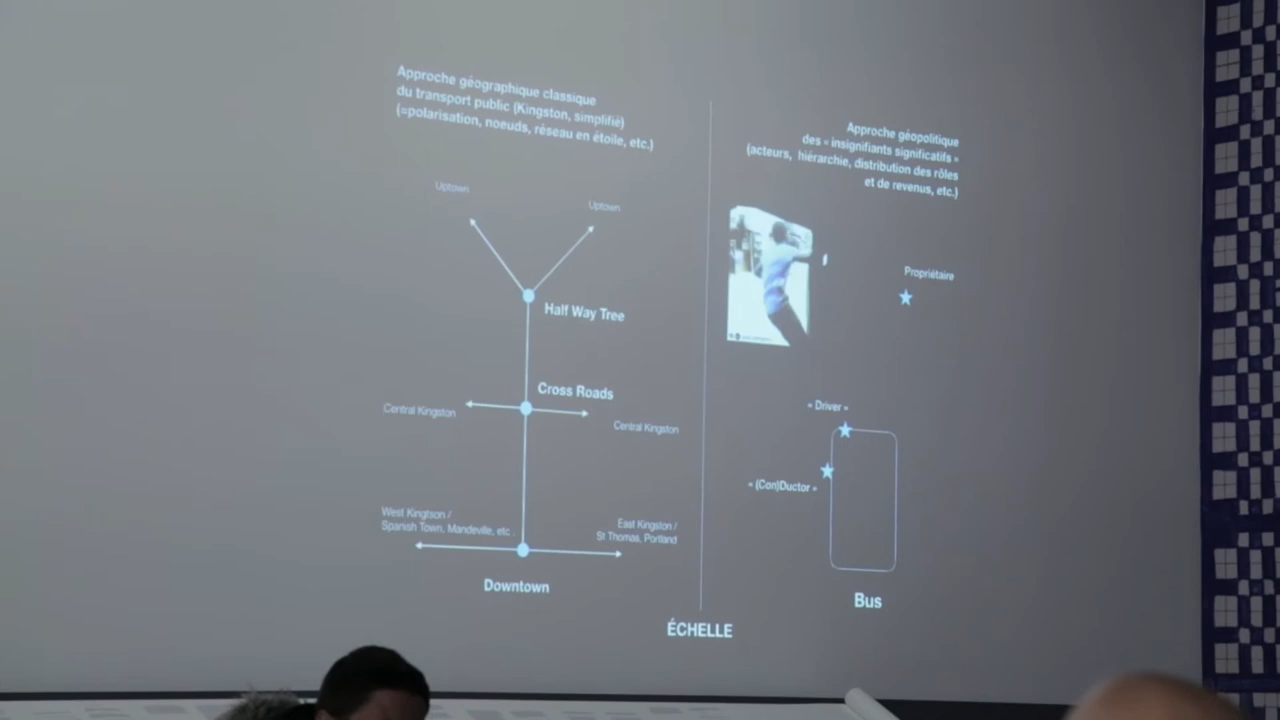 Approche géographique classique
du transport public (Kingston, simplifié)
(=polarisation, noeuds, réseau en étoile, etc.)
Uptown
Uptown
Half Way Tree
Cross Roads
Central Kingston
Central Kingston
West Kingtson /
Spanish Town, Mandeville, etc .
East Kingston /
St Thomas, Portland
Downtown
Approche géopolitique
des « insignifiants significatifs »
(acteurs, hiérarchie, distribution des rôles
et de revenus, etc.)
Propriétaire
« Driver »
« (Con)Ductor »
Bus
ÉCHELLE